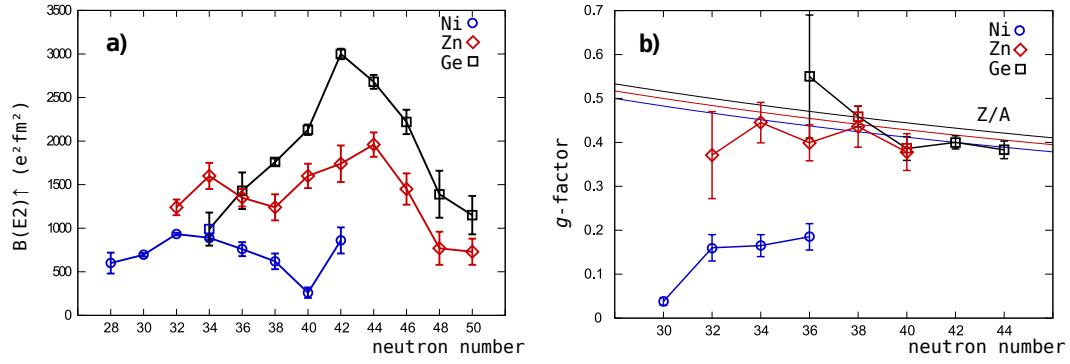 a)
Ni
Zn
Ge
B(E2)↑ (e²fm²)
3500
3000
2500
2000
1500
1000
500
0
28 30 32 34 36 38 40 42 44 46 48 50
neutron number
b)
Ni
Zn
Ge
Z/A
g-factor
0.7
0.6
0.5
0.4
0.3
0.2
0.1
0
30 32 34 36 38 40 42 44
neutron number